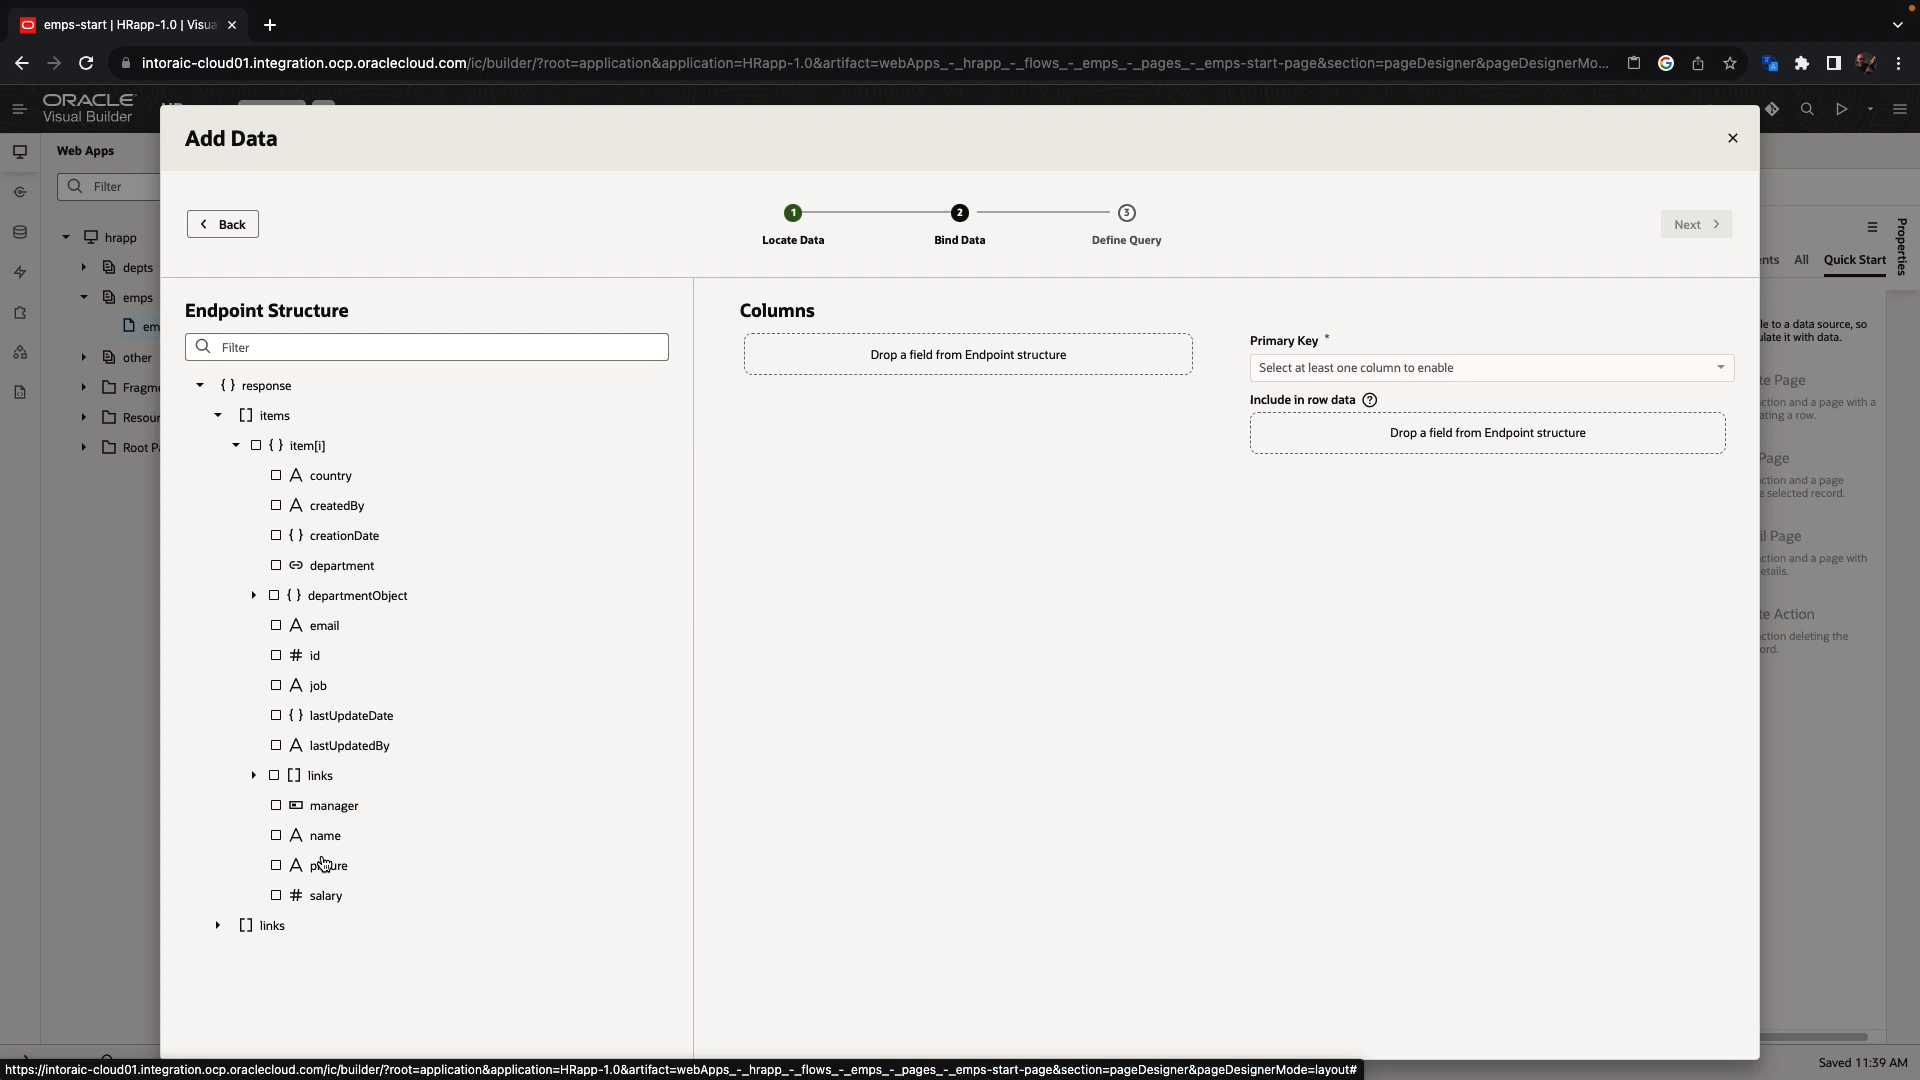 emps-start | HRapp-1.0 | Visua
intoraic-cloud01.integration.ocp.oraclecloud.com/ic/builder/?root=application&application=HRapp-1.0&artifact=webApps_-_hrapp_-_flows_-_emps_-_pages_-_emps-start-page&section=pageDesigner&pageDesignerMo...
ORACLE
Visual Builder
Add Data
Web Apps
Filter
Back
1
2
3
Locate Data
Bind Data
Define Query
Next
Properties
hrapp
depts
emps
em
other
Fragme
Resour
Root Pa
ents
All
Quick Start
Endpoint Structure
Filter
{ } response
[ ] items
{ } item[i]
A country
A createdBy
{ } creationDate
department
{ } departmentObject
A email
# id
A job
{ } lastUpdateDate
A lastUpdatedBy
[ ] links
manager
A name
A
# salary
[ ] links
Columns
Drop a field from Endpoint structure
Primary Key *
Select at least one column to enable
Include in row data ?
Drop a field from Endpoint structure
le to a data source, so
ulate it with data.
te Page
ction and a page with a
ating a row.
Page
ction and a page
e selected record.
il Page
ction and a page with
etails.
te Action
ction deleting the
ord.
Saved 11:39 AM
https://intoraic-cloud01.integration.ocp.oraclecloud.com/ic/builder/?root=application&application=HRapp-1.0&artifact=webApps_-_hrapp_-_flows_-_emps_-_pages_-_emps-start-page&section=pageDesigner&pageDesignerMode=layout#